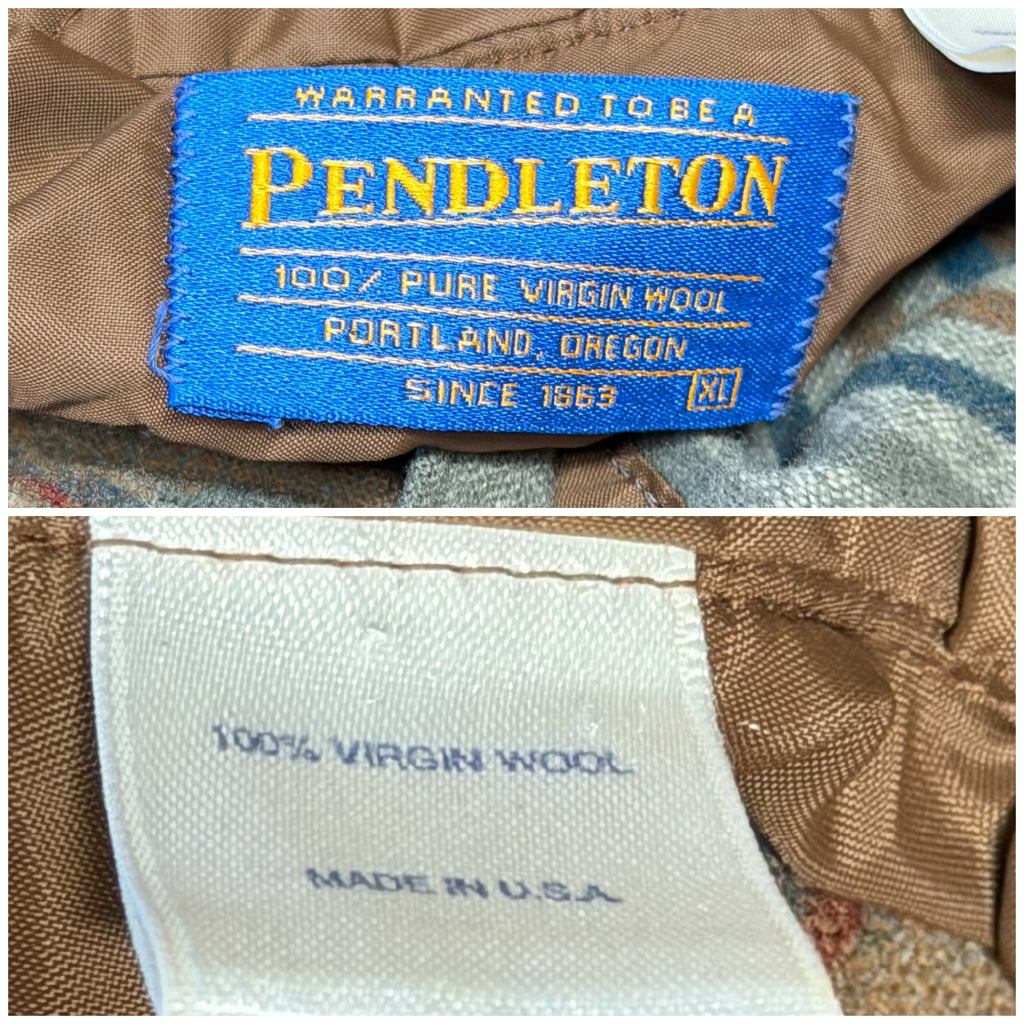 WARRANTED TO BE A
PENDLETON
100% PURE VIRGIN WOOL
PORTLAND, OREGON
SINCE 1863 XL
100% VIRGIN WOOL
MADE IN U.S.A.